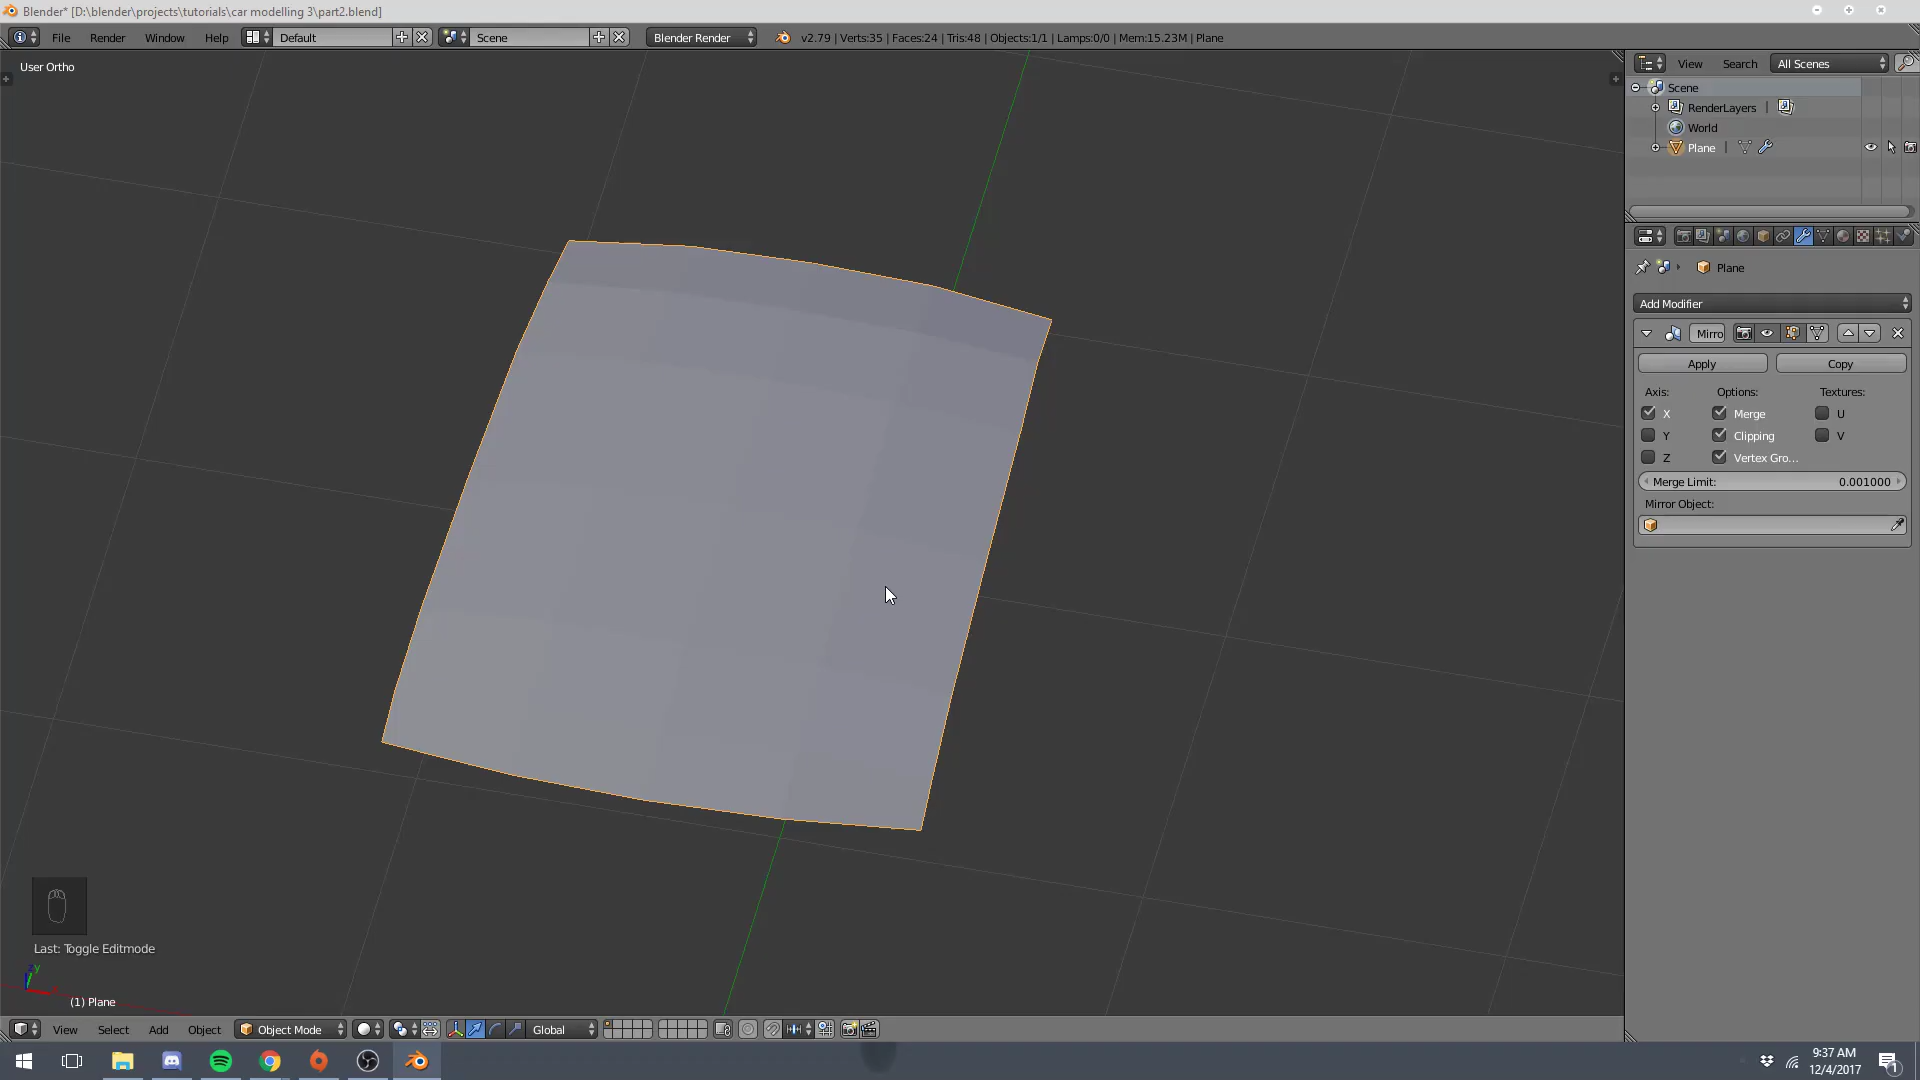 Blender* [D:\blender\projects\tutorials\car modelling 3\part2.blend]
File Render Window Help Default Scene Blender Render v2.79 | Verts:35 | Faces:24 | Tris:48 | Objects:1/1 | Lamps:0/0 | Mem:15.23M | Plane
User Ortho
View Search All Scenes
Scene
RenderLayers |
World
Plane |
Plane
Add Modifier
Mirro
Apply Copy
Axis: Options: Textures:
X Merge U
Y Clipping V
Z Vertex Gro...
Merge Limit: 0.001000
Mirror Object:
Last: Toggle Editmode
zy
(1) Plane
View Select Add Object Object Mode Global
9:37 AM
12/4/2017
1